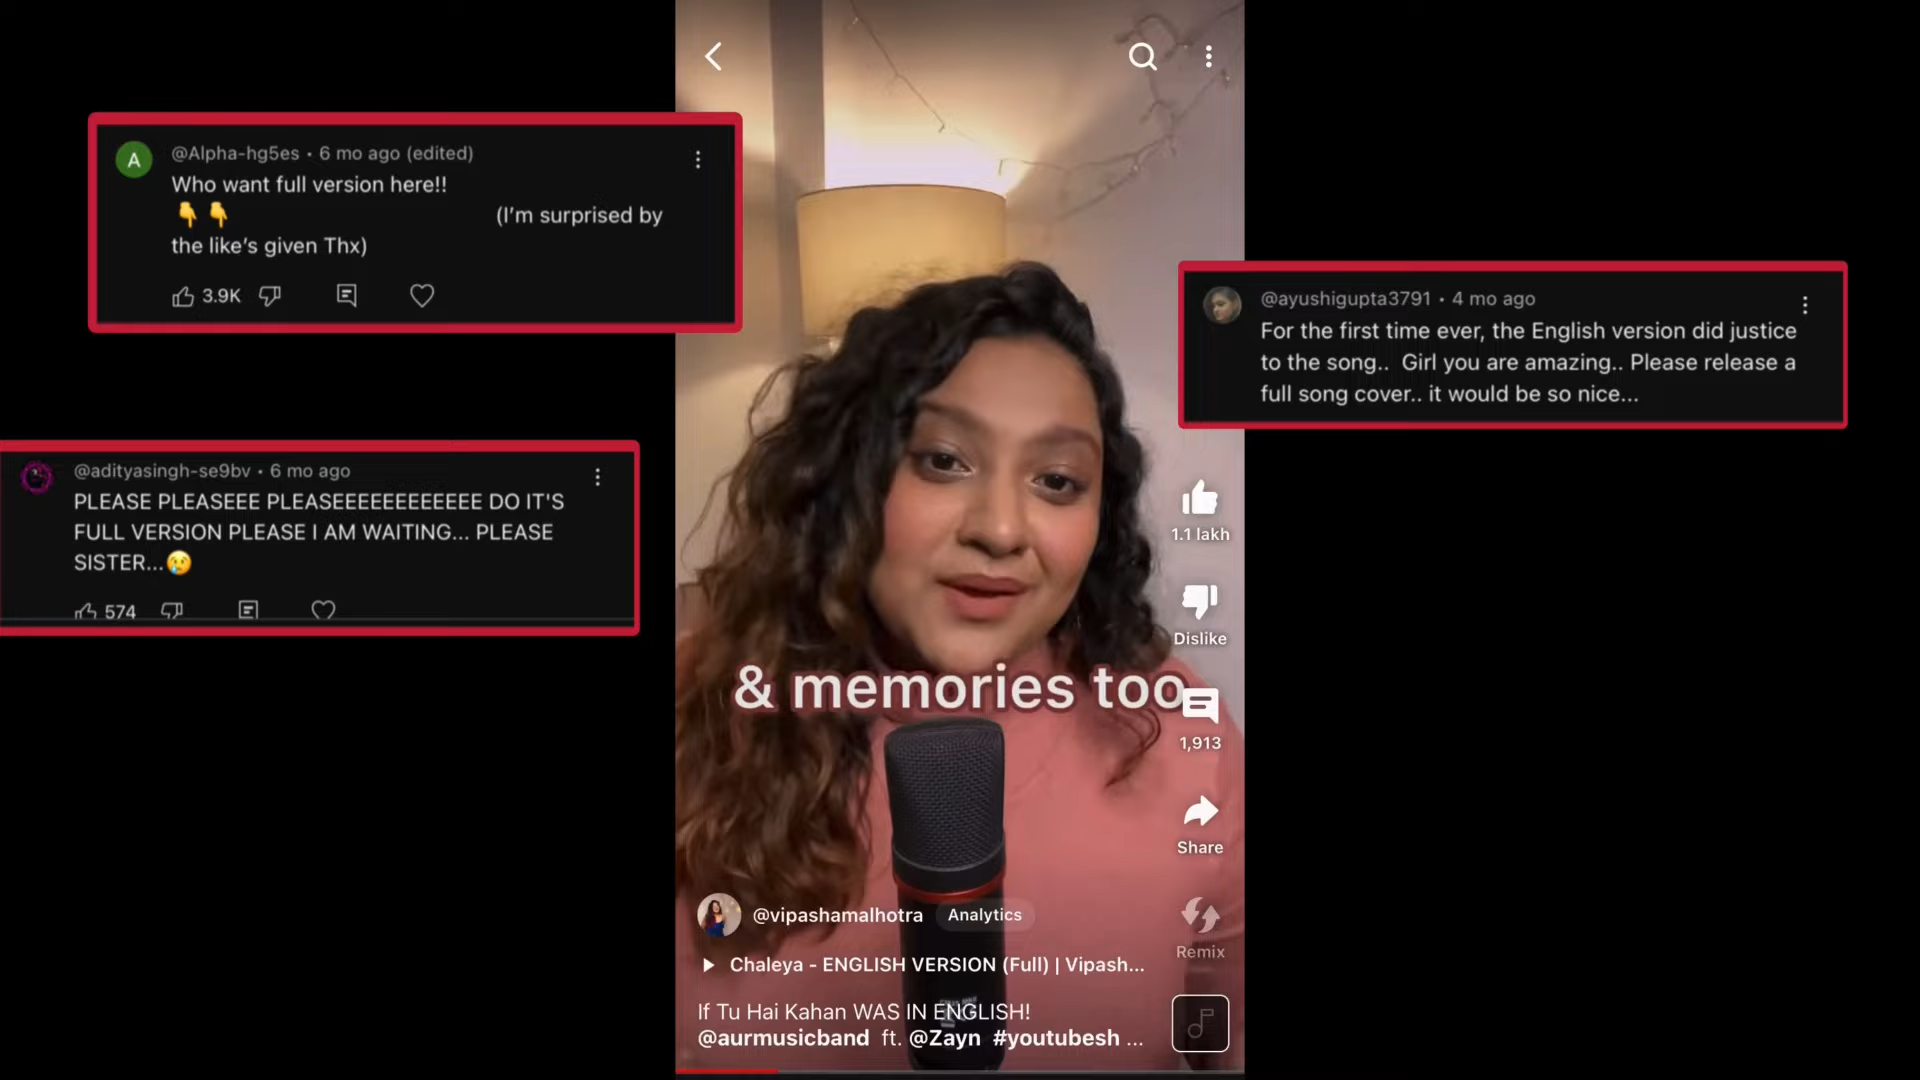 @Alpha-hg5es • 6 mo ago (edited)
Who want full version here!!
👇👇 (I'm surprised by
the like's given Thx)
3.9K
@ayushigupta3791 • 4 mo ago
For the first time ever, the English version did justice
to the song.. Girl you are amazing.. Please release a
full song cover.. it would be so nice...
@adityasingh-se9bv • 6 mo ago
PLEASE PLEASEEE PLEASEEEEEEEEEEEE DO IT'S
FULL VERSION PLEASE I AM WAITING... PLEASE
SISTER...😢
574
1.1 lakh
Dislike
& memories too
1,913
Share
@vipashamalhotra Analytics
Remix
Chaleya - ENGLISH VERSION (Full) | Vipash...
If Tu Hai Kahan WAS IN ENGLISH!
@aurmusicband ft. @Zayn #youtubesh ...